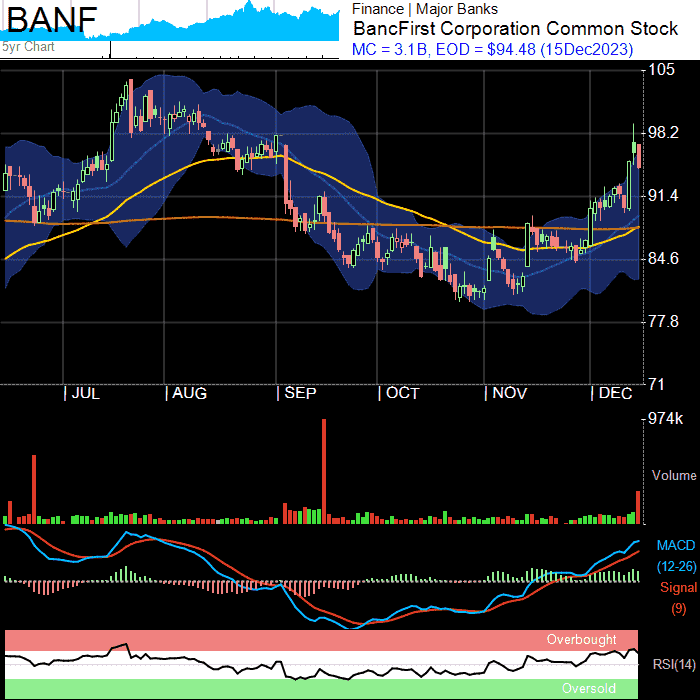 BANF
5yr Chart
Finance | Major Banks
BancFirst Corporation Common Stock
MC = 3.1B, EOD = $94.48 (15Dec2023)
105
98.2
91.4
84.6
77.8
71
| JUL | AUG | SEP | OCT | NOV | DEC
974k
Volume
MACD
(12-26)
Signal
(9)
Overbought
RSI(14)
Oversold